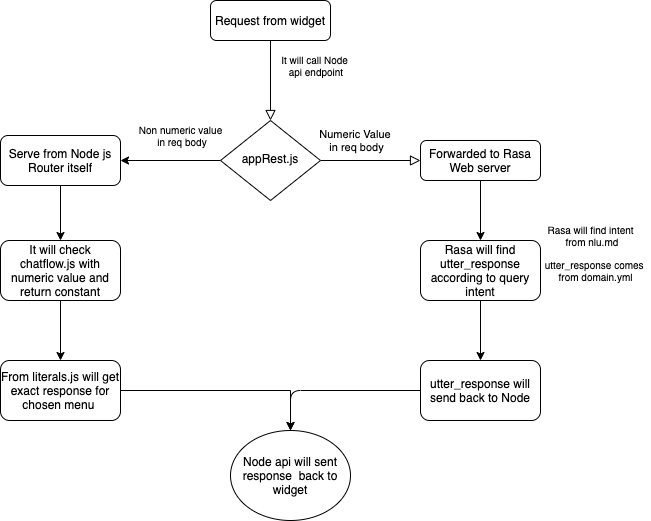 Request from widget
It will call Node
api endpoint
Non numeric value
in req body
Numeric Value
in req body
appRest.js
Serve from Node js
Router itself
Forwarded to Rasa
Web server
Rasa will find intent
from nlu.md
utter_response comes
from domain.yml
It will check
chatflow.js with
numeric value and
return constant
Rasa will find
utter_response
according to query
intent
From literals.js will get
exact response for
chosen menu
utter_response will
send back to Node
Node api will sent
response back to
widget